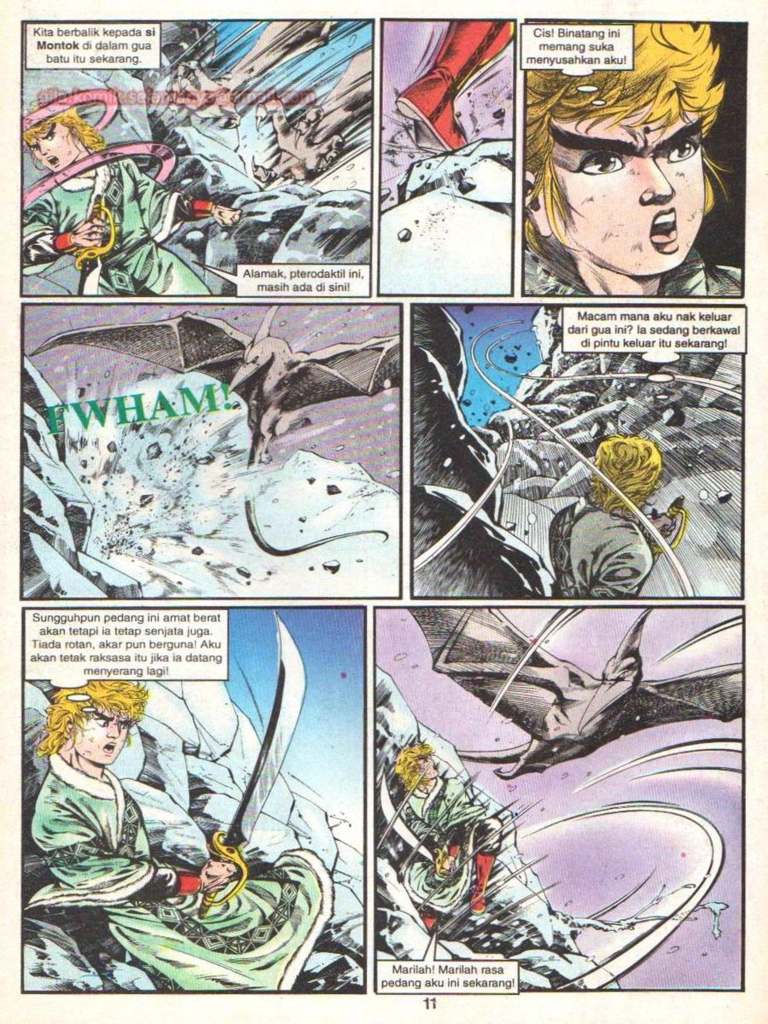 Kita berbalik kepada si
Montok di dalam gua
batu itu sekarang.
Alamak, pterodaktil ini,
masih ada di sini!
Cis! Binatang ini
memang suka
menyusahkan aku!
FWHAM!
Macam mana aku nak keluar
dari gua ini? Ia sedang berkawal
di pintu keluar itu sekarang!
Sungguhpun pedang ini amat berat
akan tetapi ia tetap senjata juga.
Tiada rotan, akar pun berguna! Aku
akan tetak raksasa itu jika ia datang
menyerang lagi!
Marilah! Marilah rasa
pedang aku ini sekarang!
11